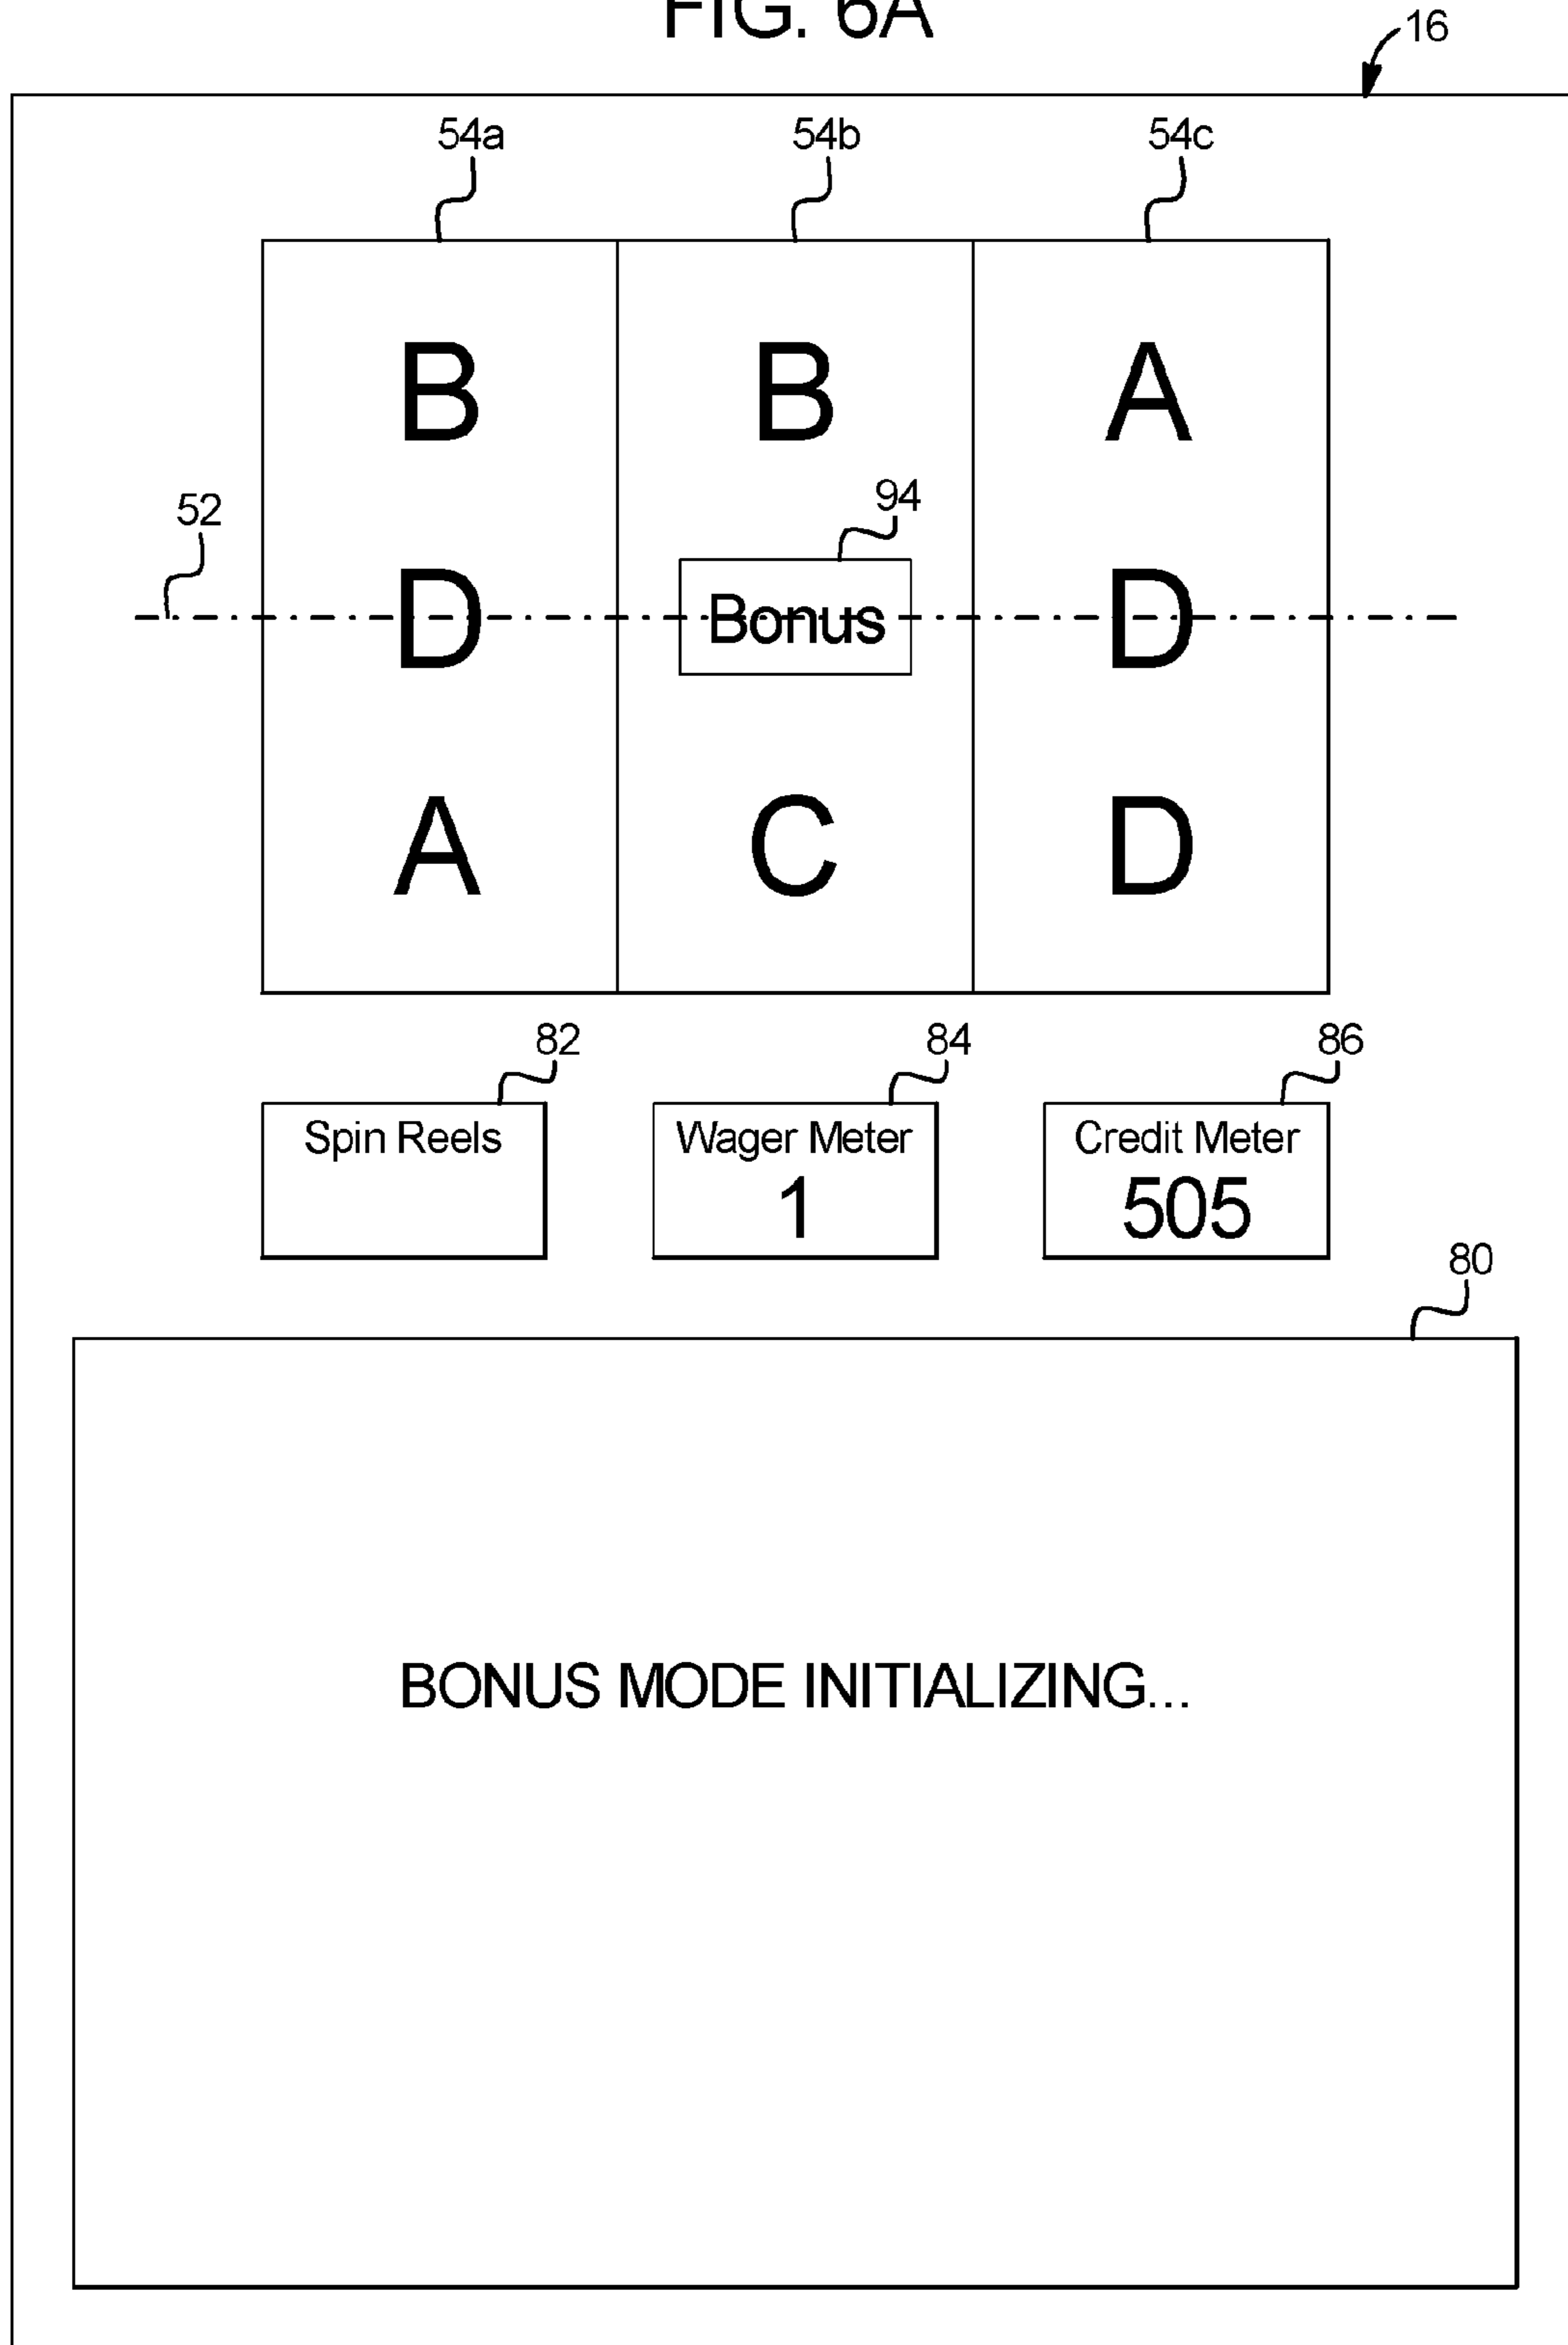 FIG. 6A
16
54a 54b 54c
B B A
94
52
D Bonus D
A C D
82 84 86
Spin Reels Wager Meter Credit Meter
1 505
80
BONUS MODE INITIALIZING...